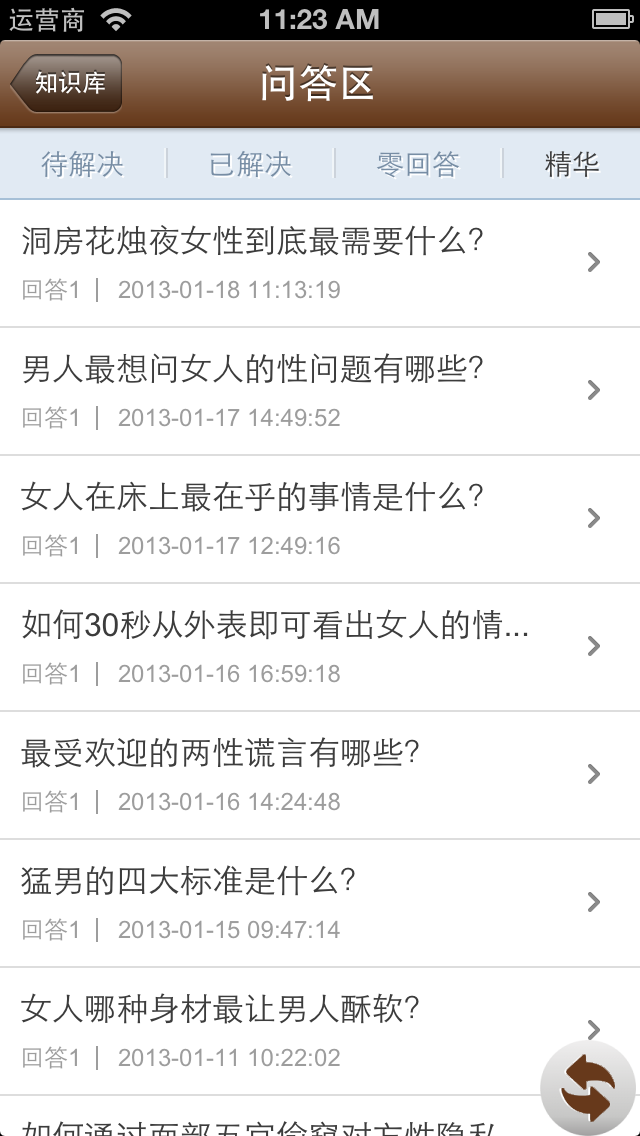 运营商 11:23 AM
知识库 问答区
待解决 已解决 零回答 精华
洞房花烛夜女性到底最需要什么?
回答1 | 2013-01-18 11:13:19
男人最想问女人的性问题有哪些?
回答1 | 2013-01-17 14:49:52
女人在床上最在乎的事情是什么?
回答1 | 2013-01-17 12:49:16
如何30秒从外表即可看出女人的情...
回答1 | 2013-01-16 16:59:18
最受欢迎的两性谎言有哪些?
回答1 | 2013-01-16 14:24:48
猛男的四大标准是什么?
回答1 | 2013-01-15 09:47:14
女人哪种身材最让男人酥软?
回答1 | 2013-01-11 10:22:02
如何通过面部五官偷窥对方性隐私